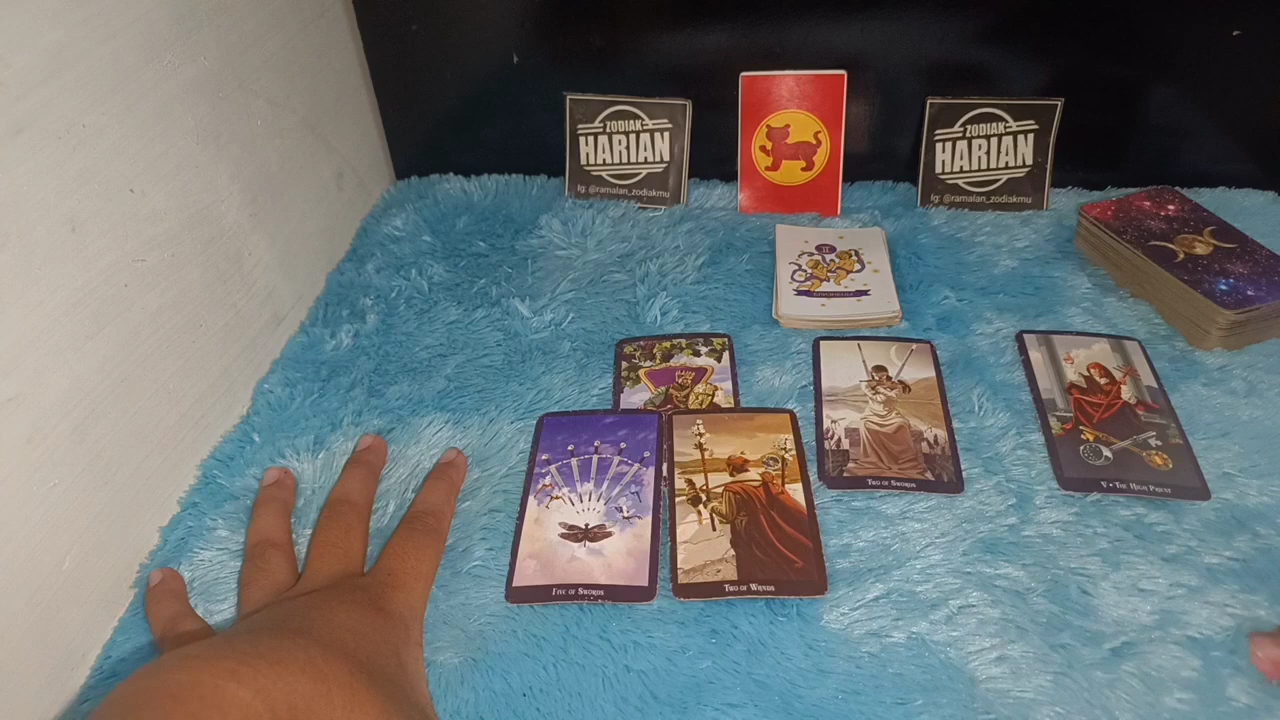 ZODIAK
HARIAN
Ig: @ramalan_zodiakmu
ZODIAK
HARIAN
Ig: @ramalan_zodiakmu
II
Two of Swords
V • The High Priest
Five of Swords
Two of Wands